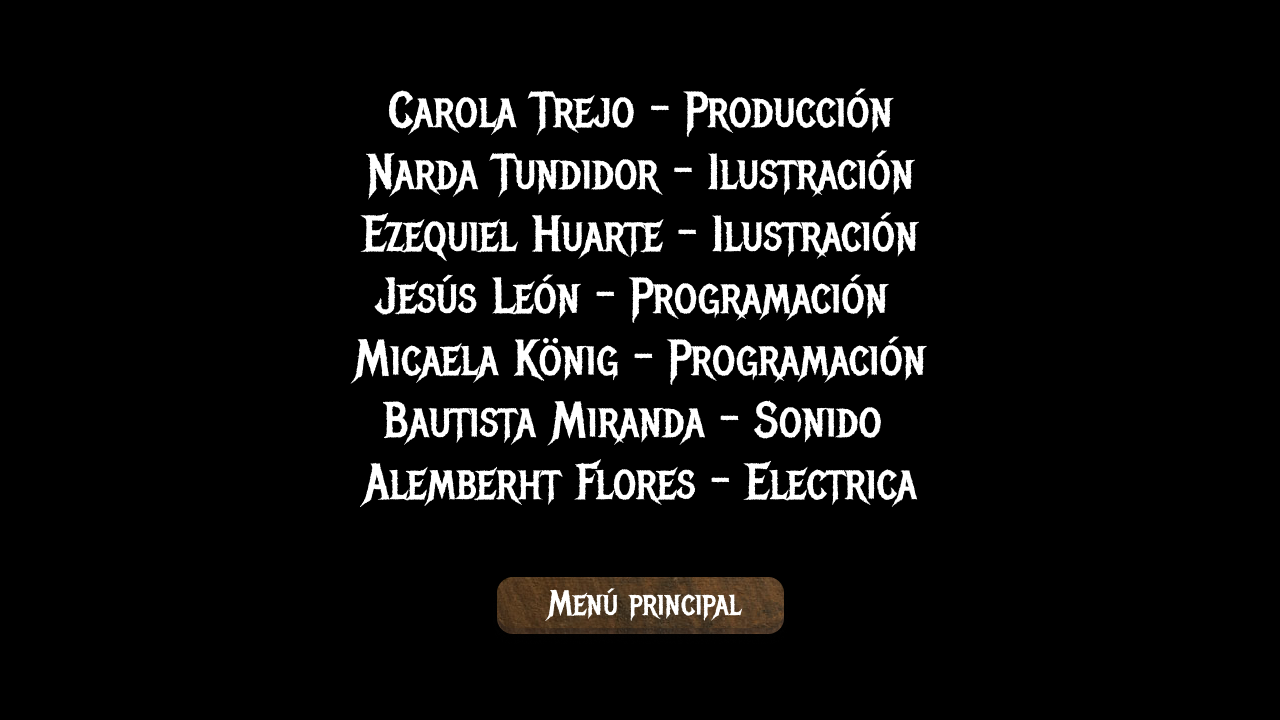 Carola Trejo - Producción
Narda Tundidor - Ilustración
Ezequiel Huarte - Ilustración
Jesús León - Programación
Micaela König - Programación
Bautista Miranda - Sonido
Alemberht Flores - Electrica
Menú principal